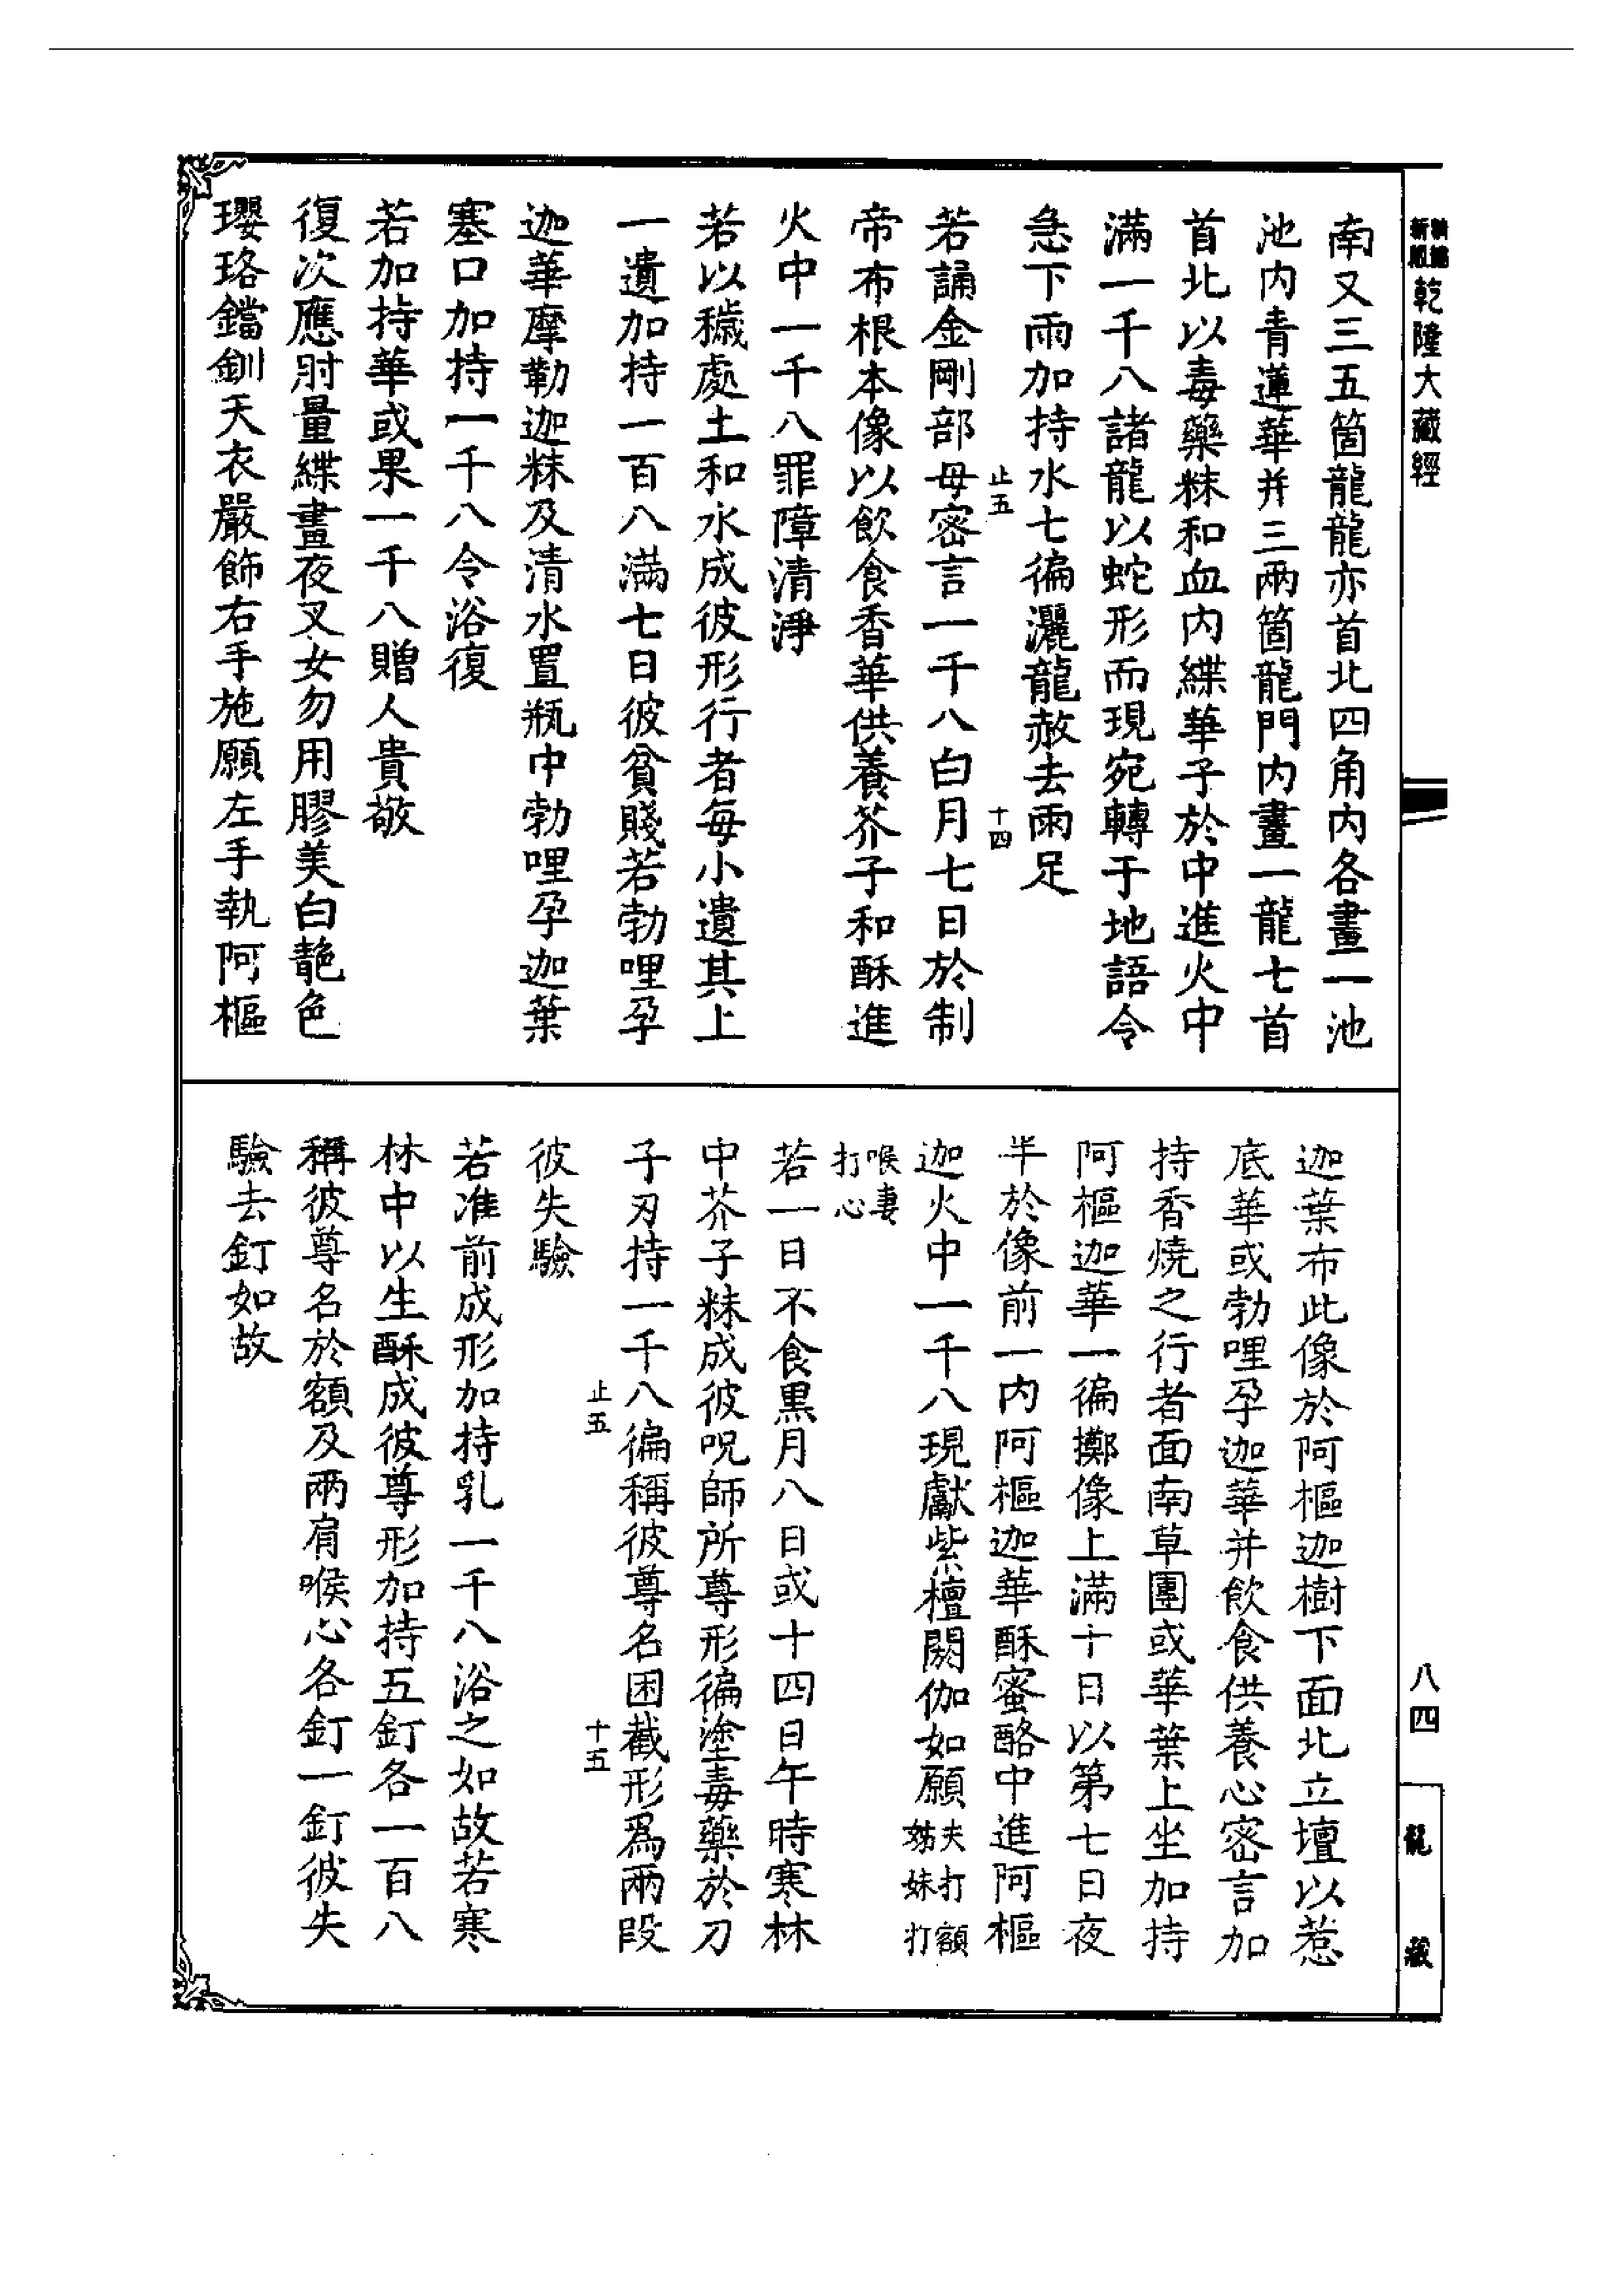 乾隆大藏經
南又三五箇龍龍亦首北四角內各畫一池
池內青蓮華并三兩箇龍門內畫一龍七首
首北以毒藥粖和血內緤華子於中進火中
滿一千八諸龍以蛇形而現宛轉于地語令
急下雨加持水七徧灑龍赦去雨足
止五
十四
若誦金剛部母密言一千八白月七日於制
帝布根本像以飲食香華供養芥子和酥進
火中一千八罪障清淨
若以穢處土和水成彼形行者每小遺其上
一遺加持一百八滿七日彼貧賤若勃哩孕
迦華摩勒迦粖及清水置瓶中勃哩孕迦葉
塞口加持一千八令浴復
若加持華或果一千八贈人貴敬
復次應肘量緤畫夜叉女勿用膠美白艷色
瓔珞鐺釧天衣嚴飾右手施願左手執阿樞
迦葉布此像於阿樞迦樹下面北立壇以惹
底華或勃哩孕迦華并飲食供養心密言加
持香燒之行者面南草團或華葉上坐加持
阿樞迦華一徧擲像上滿十日以第七日夜
半於像前一內阿樞迦華酥蜜酪中進阿樞
迦火中一千八現獻紫檀閼伽如願夫打額
姊妹打
喉妻
打心
若一日不食黑月八日或十四日午時寒林
中芥子粖成彼呪師所尊形徧塗毒藥於刀
子刃持一千八徧稱彼尊名困截形為兩段
止五
十五
彼失驗
若准前成形加持乳一千八浴之如故若寒
林中以生酥成彼尊形加持五釘各一百八
稱彼尊名於額及兩肩喉心各釘一釘彼失
驗去釘如故
八四
龍藏